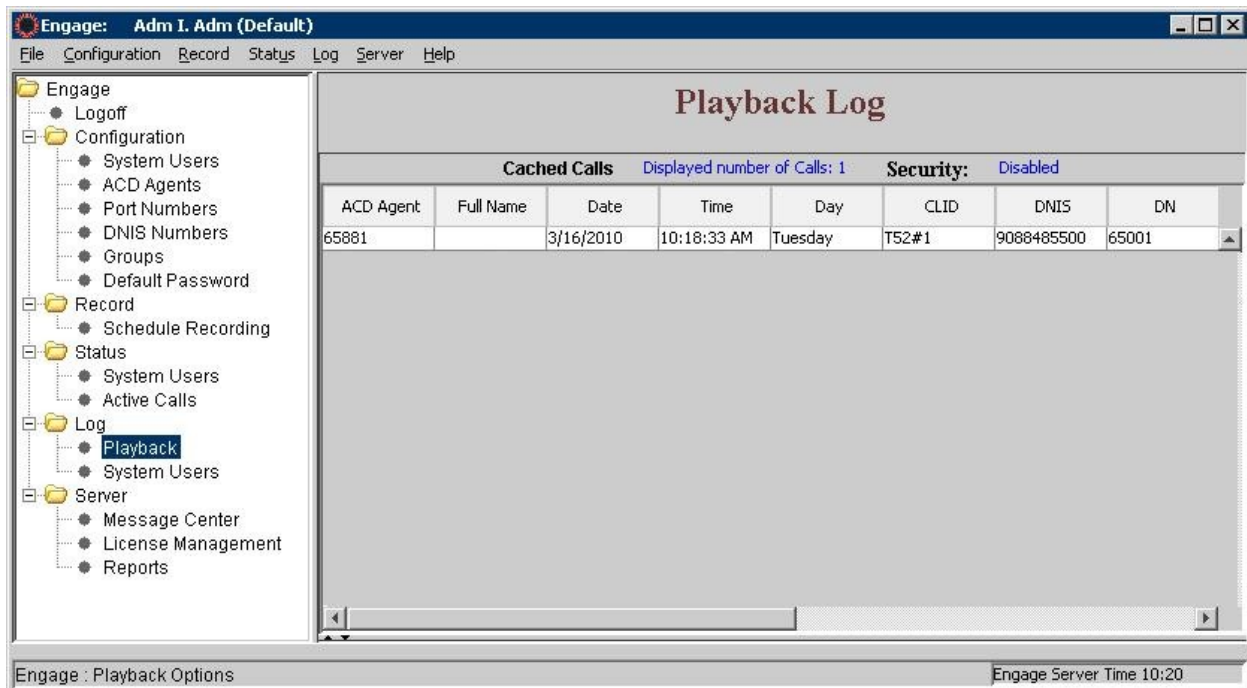 Engage: Adm I. Adm (Default)
File Configuration Record Status Log Server Help
Engage
Logoff
Configuration
System Users
ACD Agents
Port Numbers
DNIS Numbers
Groups
Default Password
Record
Schedule Recording
Status
System Users
Active Calls
Log
Playback
System Users
Server
Message Center
License Management
Reports
Playback Log
Cached Calls Displayed number of Calls: 1 Security: Disabled
ACD Agent Full Name Date Time Day CLID DNIS DN
65881 3/16/2010 10:18:33 AM Tuesday T52#1 9088485500 65001
Engage : Playback Options
Engage Server Time 10:20